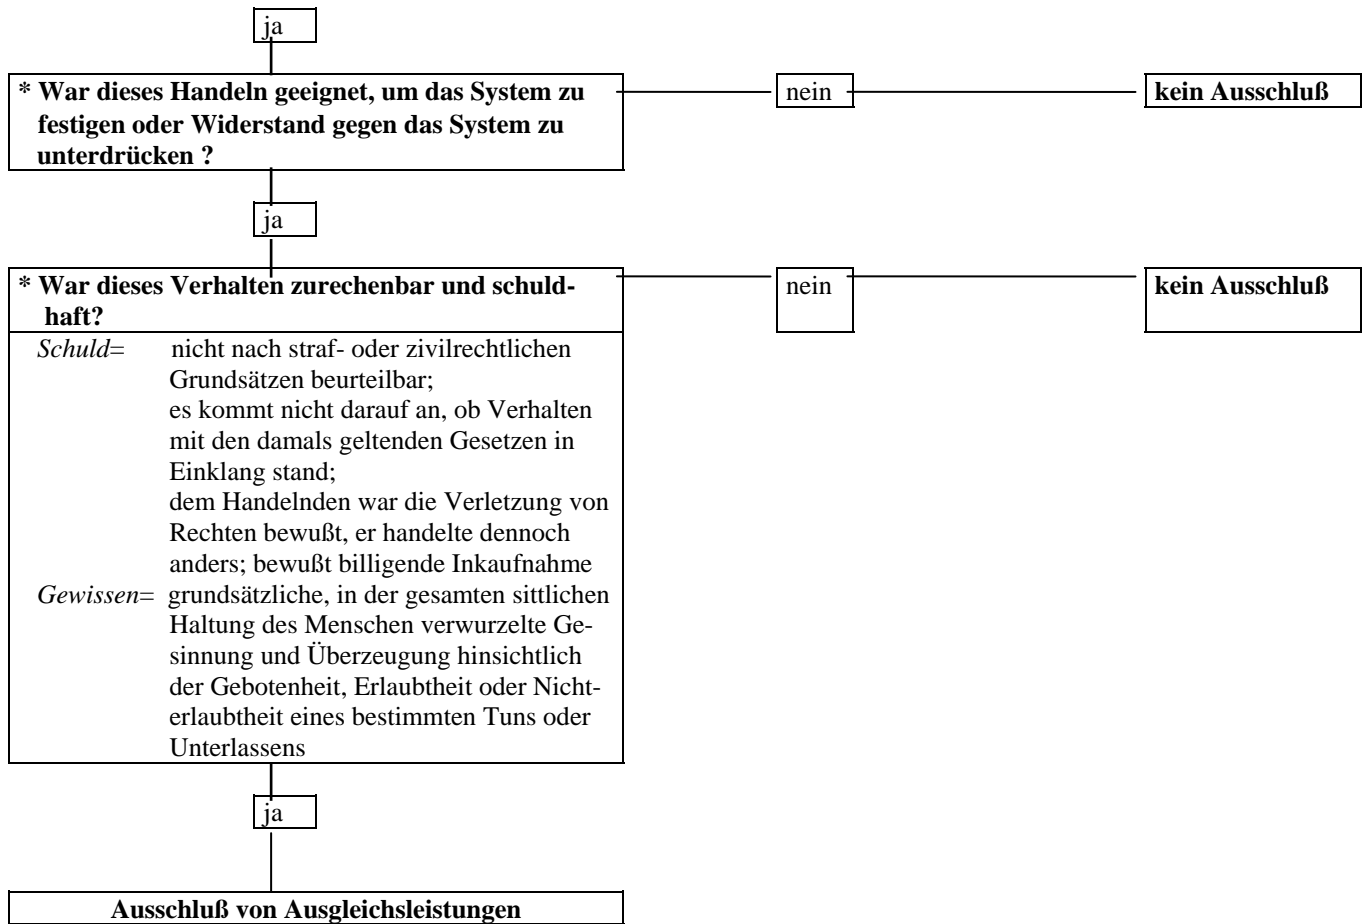 ja
* War dieses Handeln geeignet, um das System zu
festigen oder Widerstand gegen das System zu
unterdrücken ?
nein
kein Ausschluß
ja
* War dieses Verhalten zurechenbar und schuld-
haft?
nein
kein Ausschluß
Schuld= nicht nach straf- oder zivilrechtlichen
Grundsätzen beurteilbar;
es kommt nicht darauf an, ob Verhalten
mit den damals geltenden Gesetzen in
Einklang stand;
dem Handelnden war die Verletzung von
Rechten bewußt, er handelte dennoch
anders; bewußt billigende Inkaufnahme
Gewissen= grundsätzliche, in der gesamten sittlichen
Haltung des Menschen verwurzelte Ge-
sinnung und Überzeugung hinsichtlich
der Gebotenheit, Erlaubtheit oder Nicht-
erlaubtheit eines bestimmten Tuns oder
Unterlassens
ja
Ausschluß von Ausgleichsleistungen